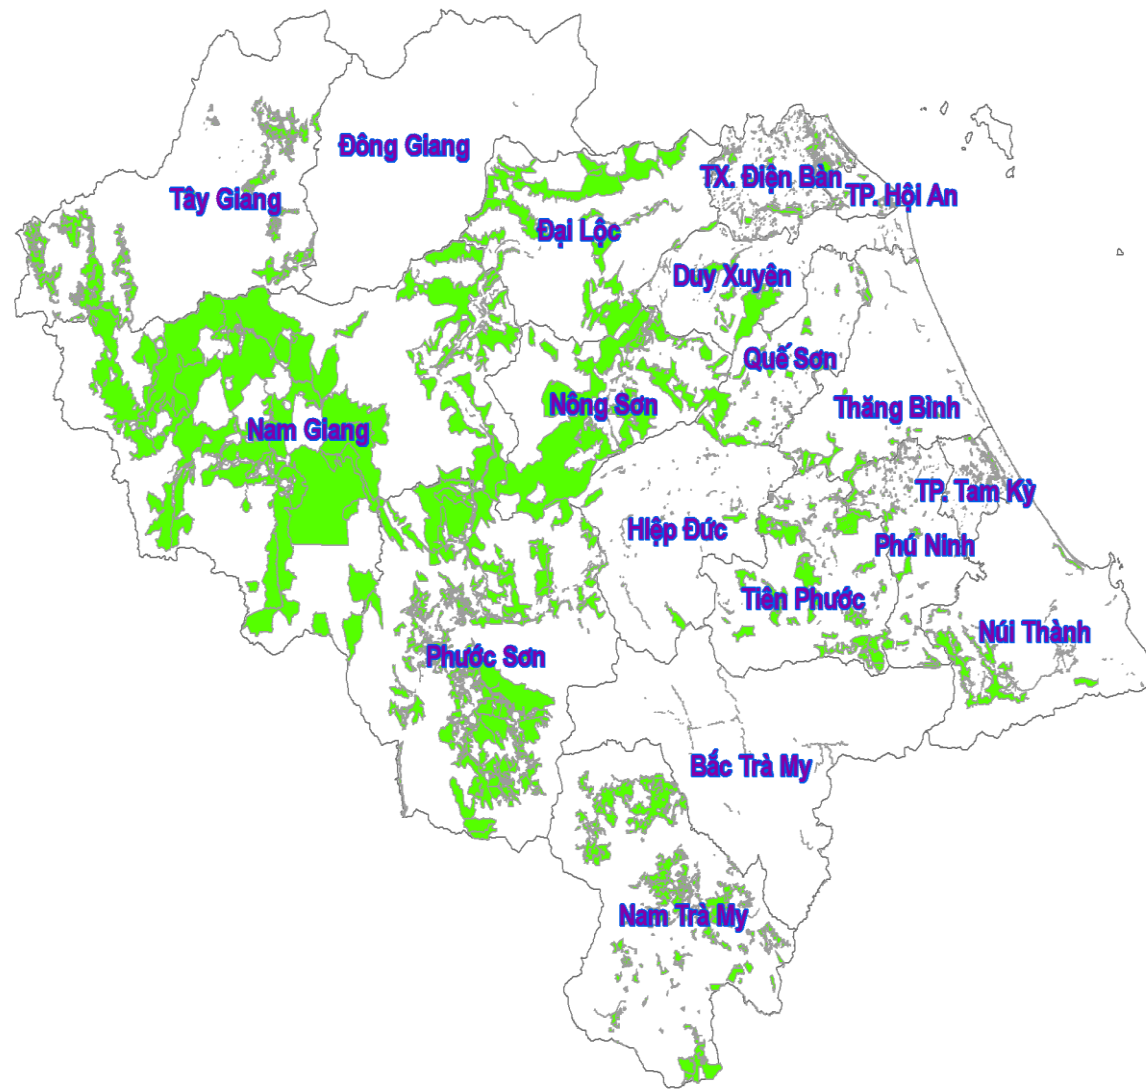 Đông Giang
TX. Điện Bàn
TP. Hội An
Tây Giang
Đại Lộc
Duy Xuyên
Quế Sơn
Nông Sơn
Thăng Bình
Nam Giang
TP. Tam Kỳ
HIệp Đức
Phú Ninh
Tiên Phước
Núi Thành
Phước Sơn
Bắc Trà My
Nam Trà My